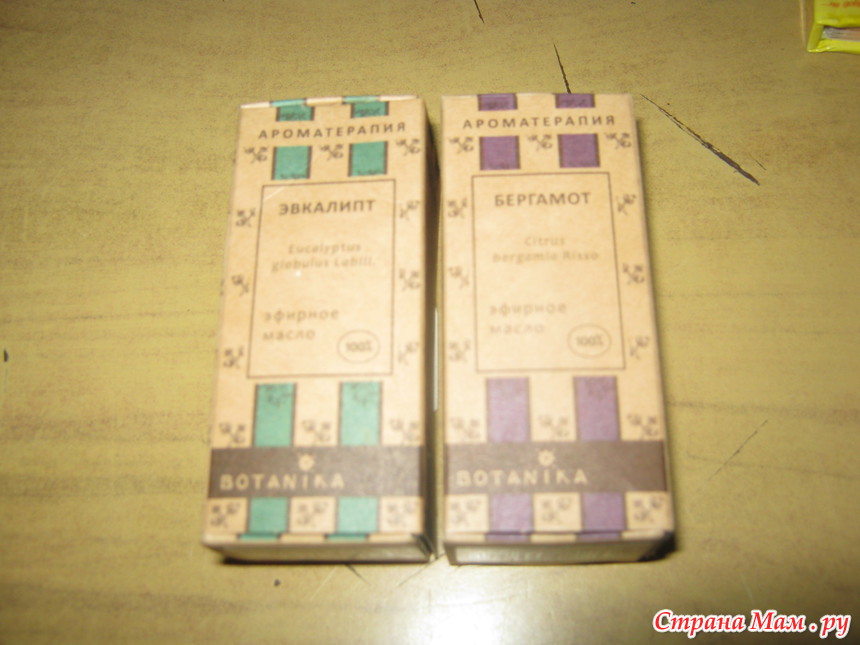 АРОМАТЕРАПИЯ
ЭВКАЛИПТ
Eucalyptus
globulus Labill.
эфирное
масло
100%
BOTANIKA
АРОМАТЕРАПИЯ
БЕРГАМОТ
Citrus
bergamia Risso
эфирное
масло
100%
BOTANIKA
Страна Мам.ру